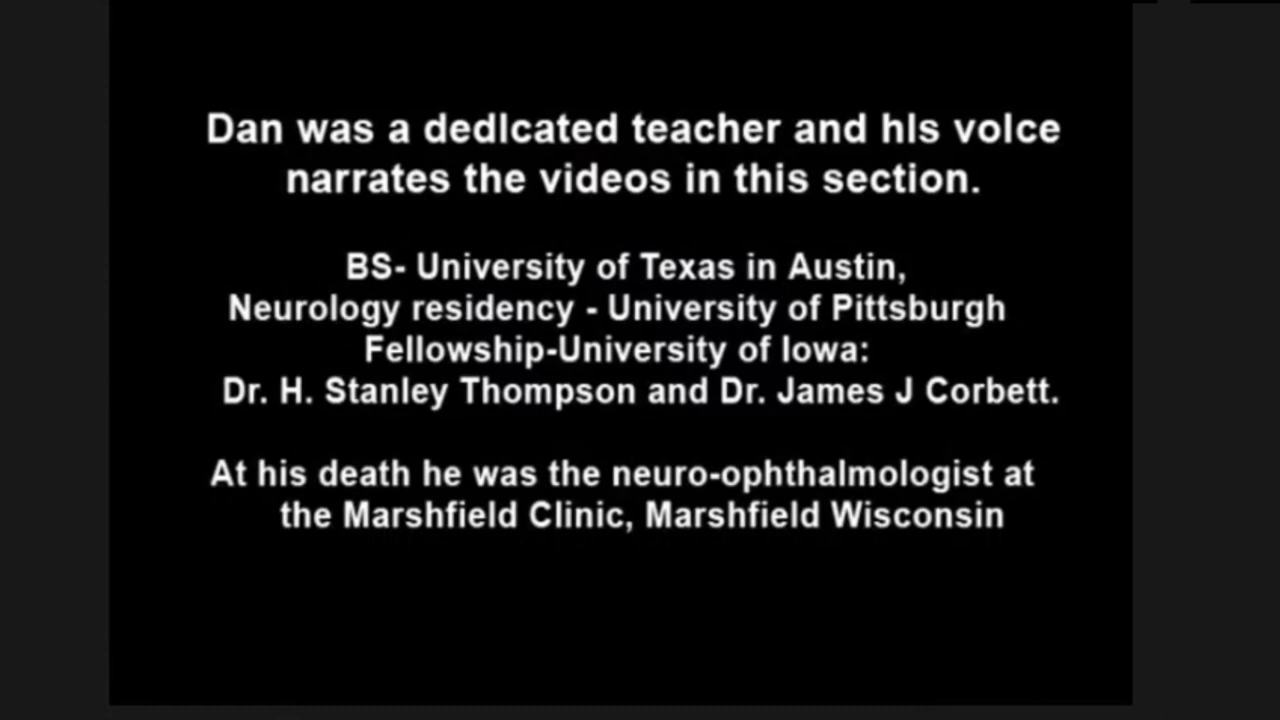 Dan was a dedIcated teacher and hIs voIce
narrates the videos in this section.
BS- University of Texas in Austin,
Neurology residency - University of Pittsburgh
Fellowship-University of Iowa:
Dr. H. Stanley Thompson and Dr. James J Corbett.
At his death he was the neuro-ophthalmologist at
the Marshfield Clinic, Marshfield Wisconsin